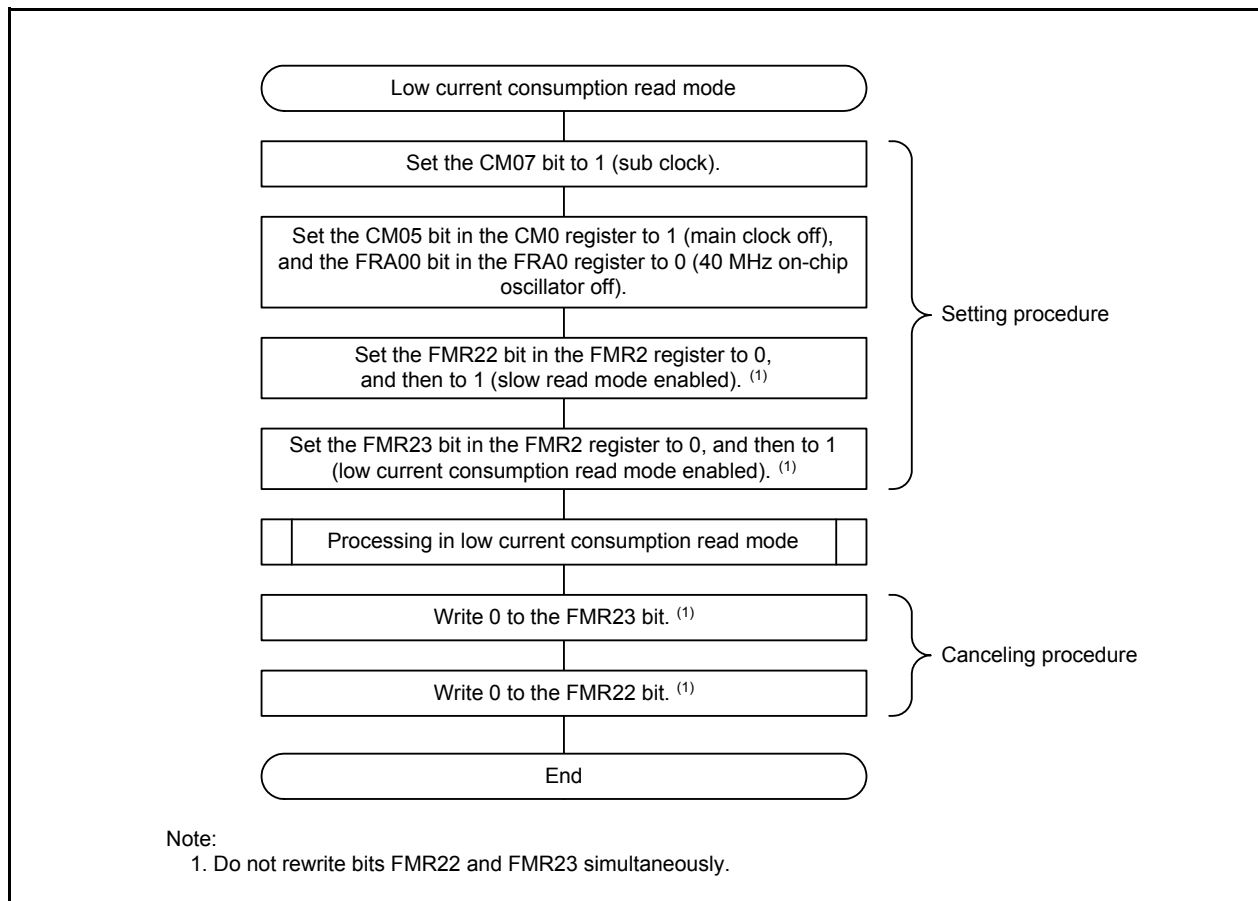 Low current consumption read mode
Set the CM07 bit to 1 (sub clock).
Set the CM05 bit in the CM0 register to 1 (main clock off),
and the FRA00 bit in the FRA0 register to 0 (40 MHz on-chip
oscillator off).
Setting procedure
Set the FMR22 bit in the FMR2 register to 0,
and then to 1 (slow read mode enabled). (1)
Set the FMR23 bit in the FMR2 register to 0, and then to 1
(low current consumption read mode enabled). (1)
Processing in low current consumption read mode
Write 0 to the FMR23 bit. (1)
Canceling procedure
Write 0 to the FMR22 bit. (1)
End
Note:
1. Do not rewrite bits FMR22 and FMR23 simultaneously.